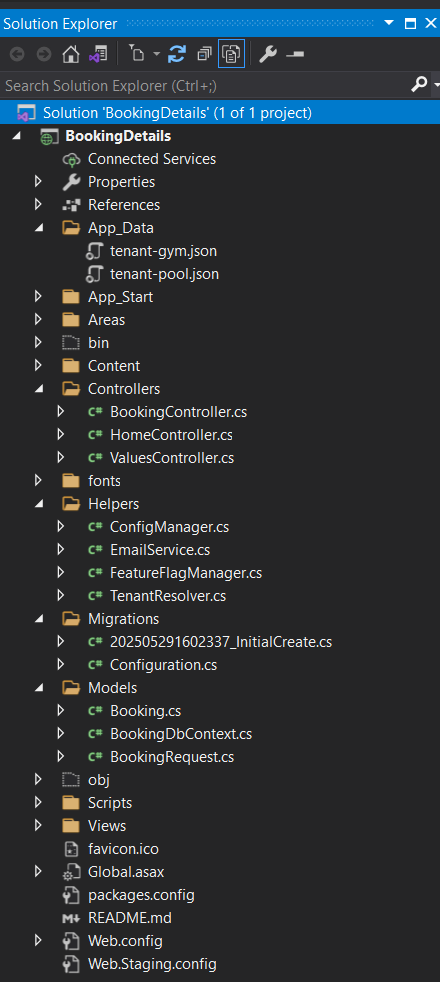 Solution Explorer
Search Solution Explorer (Ctrl+;)
Solution 'BookingDetails' (1 of 1 project)
BookingDetails
Connected Services
Properties
References
App_Data
tenant-gym.json
tenant-pool.json
App_Start
Areas
bin
Content
Controllers
C# BookingController.cs
C# HomeController.cs
C# ValuesController.cs
fonts
Helpers
C# ConfigManager.cs
C# EmailService.cs
C# FeatureFlagManager.cs
C# TenantResolver.cs
Migrations
C# 202505291602337_InitialCreate.cs
C# Configuration.cs
Models
C# Booking.cs
C# BookingDbContext.cs
C# BookingRequest.cs
obj
Scripts
Views
favicon.ico
Global.asax
packages.config
README.md
Web.config
Web.Staging.config